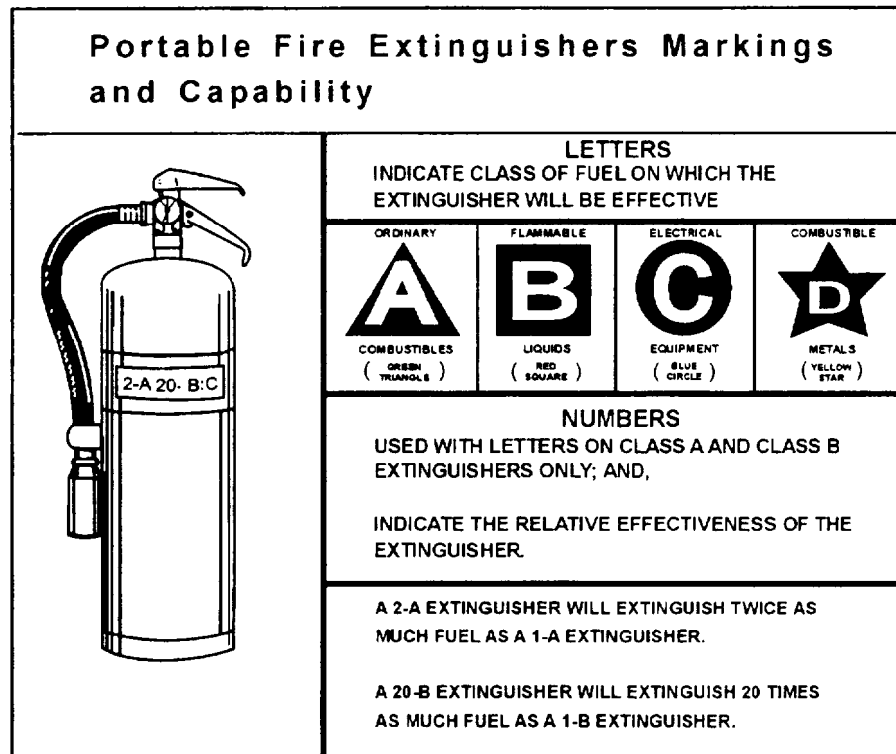 Portable Fire Extinguishers Markings
and Capability
2-A 20- B:C
LETTERS
INDICATE CLASS OF FUEL ON WHICH THE
EXTINGUISHER WILL BE EFFECTIVE
ORDINARY
A
COMBUSTIBLES
( GREEN
TRIANGLE )
FLAMMABLE
B
LIQUIDS
( RED
SQUARE )
ELECTRICAL
C
EQUIPMENT
( BLUE
CIRCLE )
COMBUSTIBLE
D
METALS
( YELLOW
STAR )
NUMBERS
USED WITH LETTERS ON CLASS A AND CLASS B
EXTINGUISHERS ONLY; AND,
INDICATE THE RELATIVE EFFECTIVENESS OF THE
EXTINGUISHER.
A 2-A EXTINGUISHER WILL EXTINGUISH TWICE AS
MUCH FUEL AS A 1-A EXTINGUISHER.
A 20-B EXTINGUISHER WILL EXTINGUISH 20 TIMES
AS MUCH FUEL AS A 1-B EXTINGUISHER.